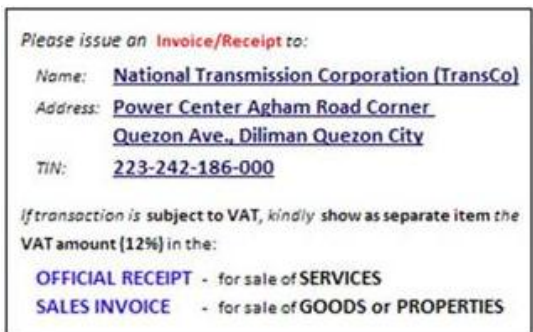 Please issue an Invoice/Receipt to:
Name: National Transmission Corporation (TransCo)
Address: Power Center Agham Road Corner
Quezon Ave., Diliman Quezon City
TIN: 223-242-186-000
If transaction is subject to VAT, kindly show as separate item the
VAT amount (12%) in the:
OFFICIAL RECEIPT - for sale of SERVICES
SALES INVOICE - for sale of GOODS or PROPERTIES